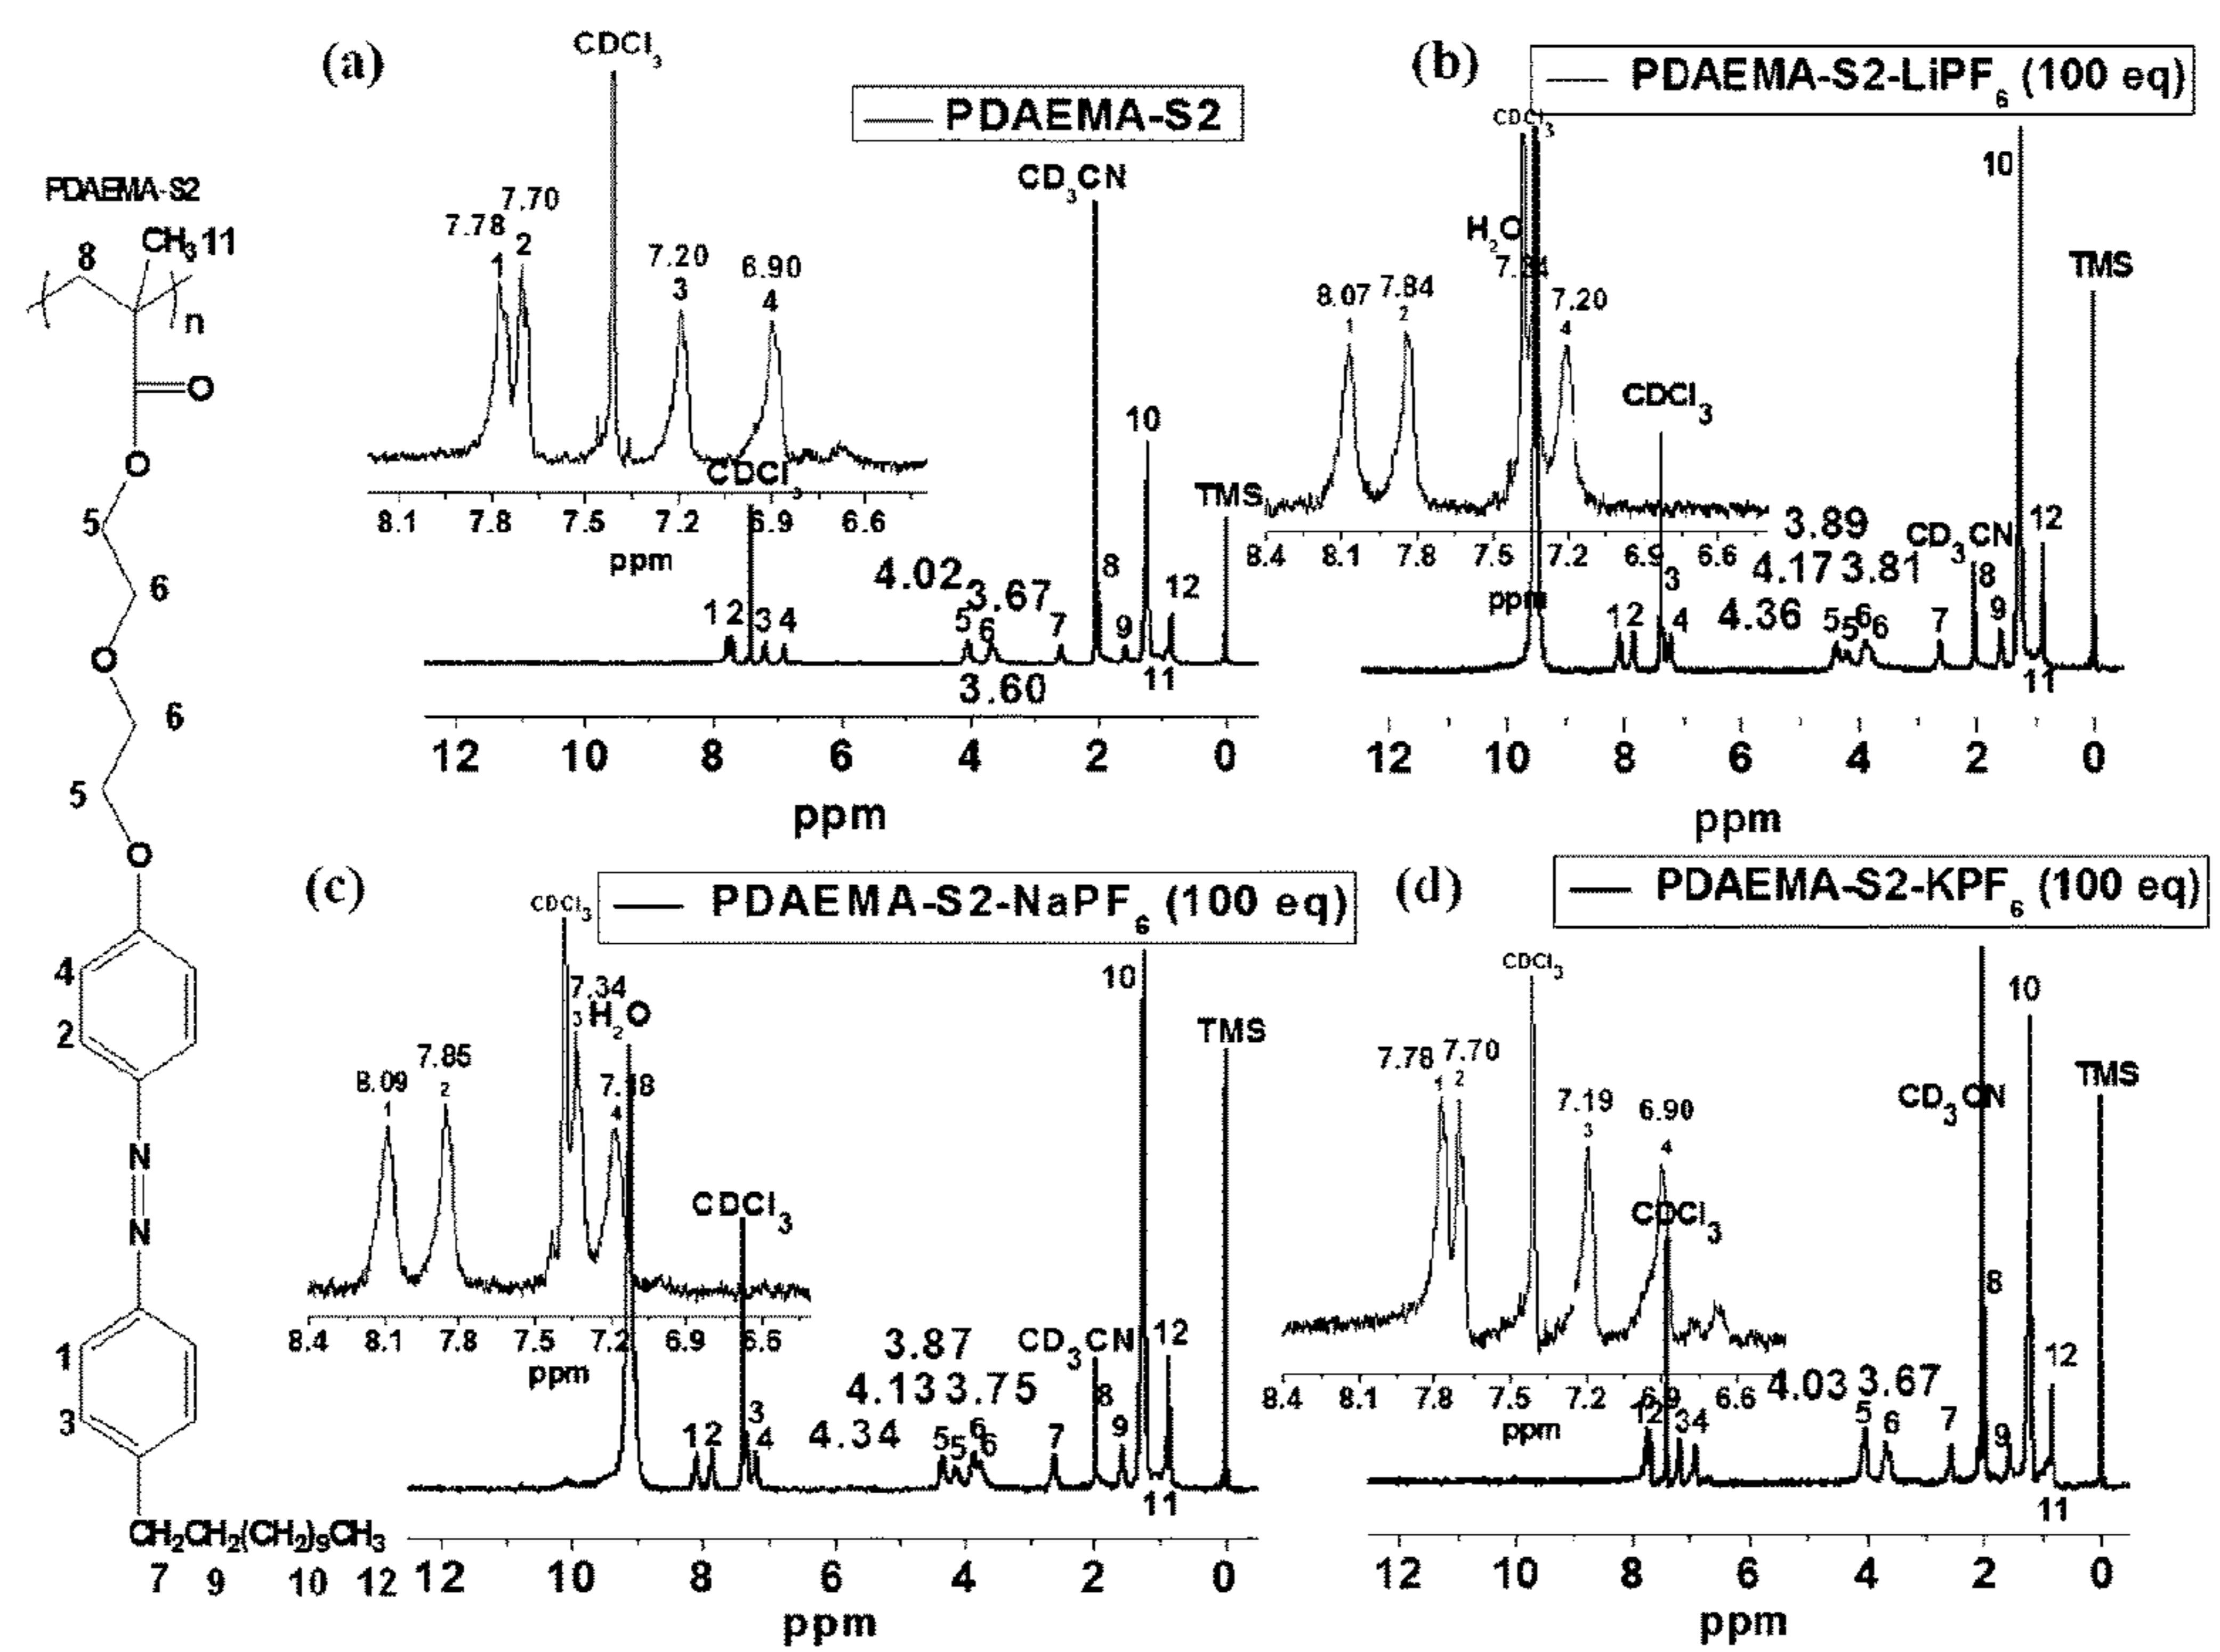 PDAEMA-S2
8
CH₃11
n
O
O
5
6
O
6
5
O
4
2
N
N
1
3
CH₂CH₂(CH₂)₉CH₃
7 9 10 12
(a)
CDCl₃
PDAEMA-S2
CD₃CN
7.78 7.70 7.20 6.90
1 2 3 4
CDCl₃
8.1 7.8 7.5 7.2 6.9 6.6
ppm
10
TMS
4.02 3.67
8
12
1 2 3 4 5 6 7 9
3.60
11
12 10 8 6 4 2 0
ppm
(b)
PDAEMA-S2-LiPF₆ (100 eq)
CDCl₃
10
H₂O
TMS
8.07 7.84 7.20
1 2 4
CDCl₃
8.4 8.1 7.8 7.5 7.2 6.9 6.6
ppm
3.89
CD₃CN
12
4.17 3.81
3
8
4.36
1 2 4 5 5 6 6 7 9
11
12 10 8 6 4 2 0
ppm
(c)
CDCl₃
PDAEMA-S2-NaPF₆ (100 eq)
7.34
3
H₂O
10
TMS
8.09 7.85
1 2 4
CDCl₃
8.4 8.1 7.8 7.5 7.2 6.9 6.6
ppm
3.87
CD₃CN
12
4.13 3.75
8
4.34
1 2 3 4 5 5 6 6 7 9
11
12 10 8 6 4 2 0
ppm
(d)
PDAEMA-S2-KPF₆ (100 eq)
CDCl₃
10
7.78 7.70 7.19 6.90
1 2 3 4
CD₃CN
TMS
CDCl₃
8
8.4 8.1 7.8 7.5 7.2 6.9 6.6
ppm
4.03 3.67
12
12 3 4 5 6 7 9
11
12 10 8 6 4 2 0
ppm